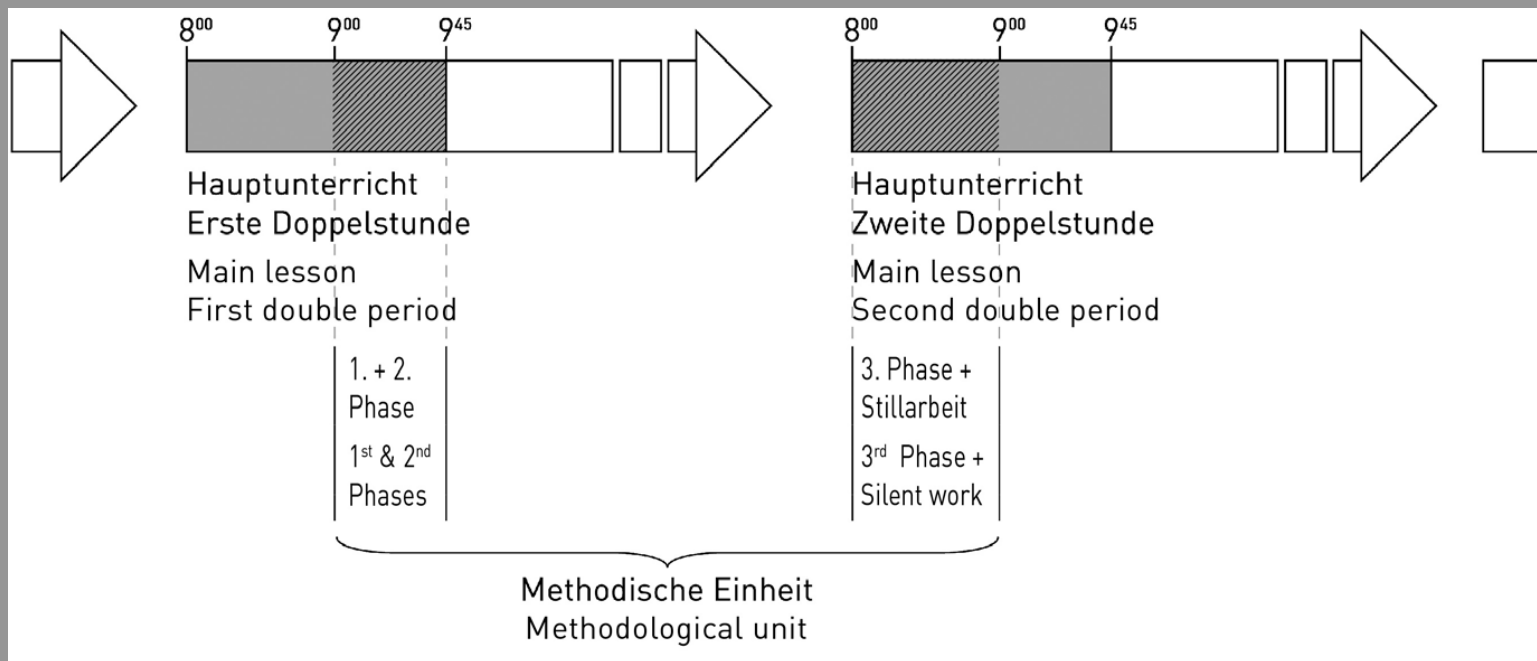 8⁰⁰ 9⁰⁰ 9⁴⁵
8⁰⁰ 9⁰⁰ 9⁴⁵
Hauptunterricht
Erste Doppelstunde
Main lesson
First double period
1. + 2.
Phase
1ˢᵗ & 2ⁿᵈ
Phases
Hauptunterricht
Zweite Doppelstunde
Main lesson
Second double period
3. Phase +
Stillarbeit
3ʳᵈ Phase +
Silent work
Methodische Einheit
Methodological unit